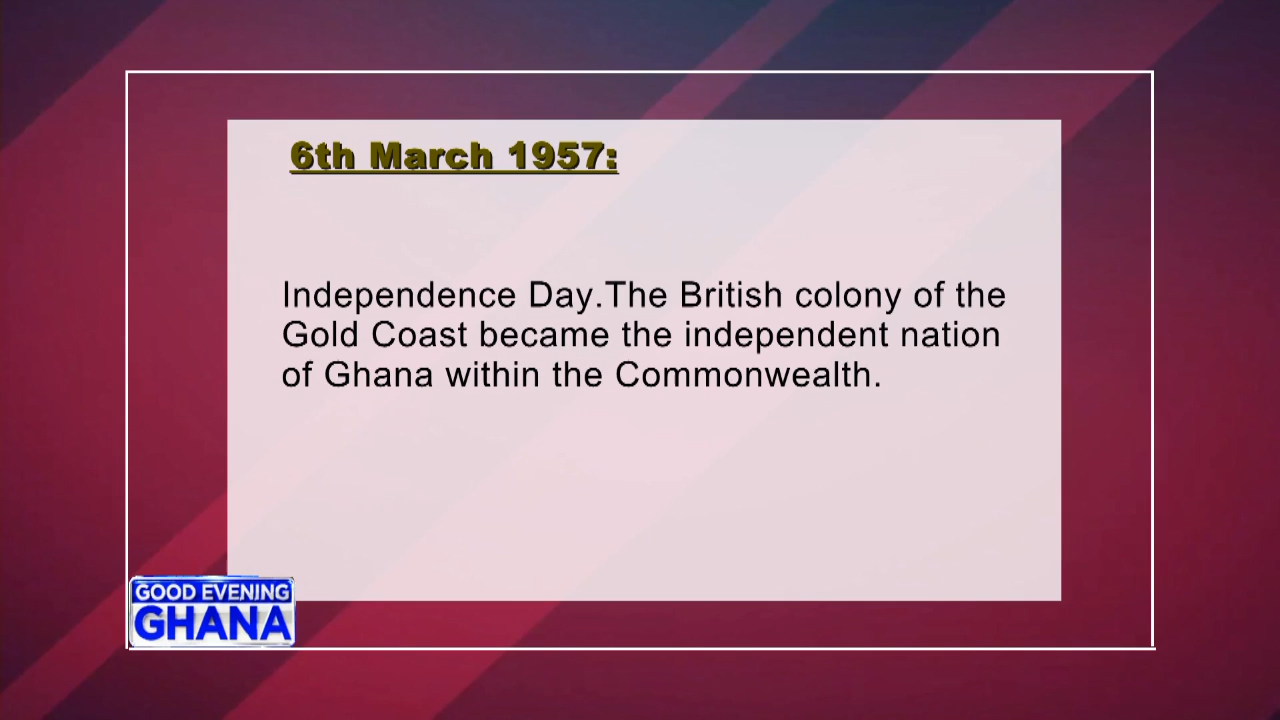 6th March 1957:
Independence Day.The British colony of the
Gold Coast became the independent nation
of Ghana within the Commonwealth.
GOOD EVENING
GHANA